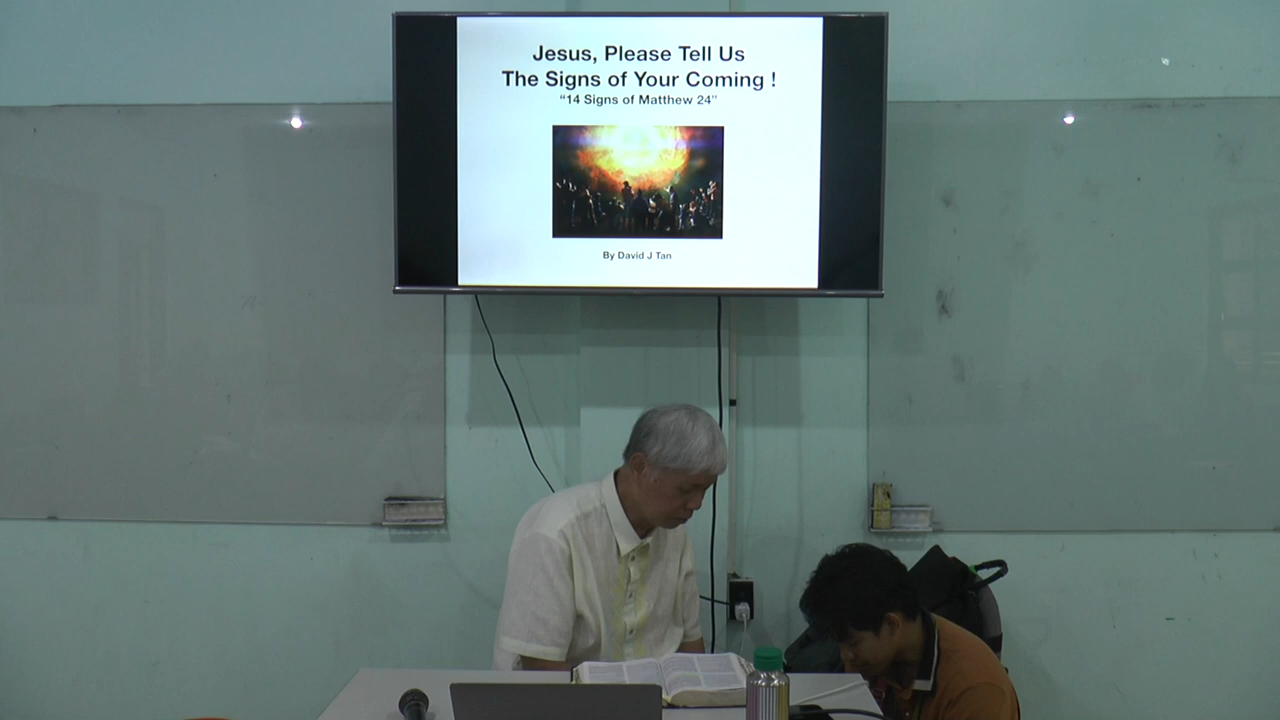 Jesus, Please Tell Us
The Signs of Your Coming !
“14 Signs of Matthew 24”
By David J Tan